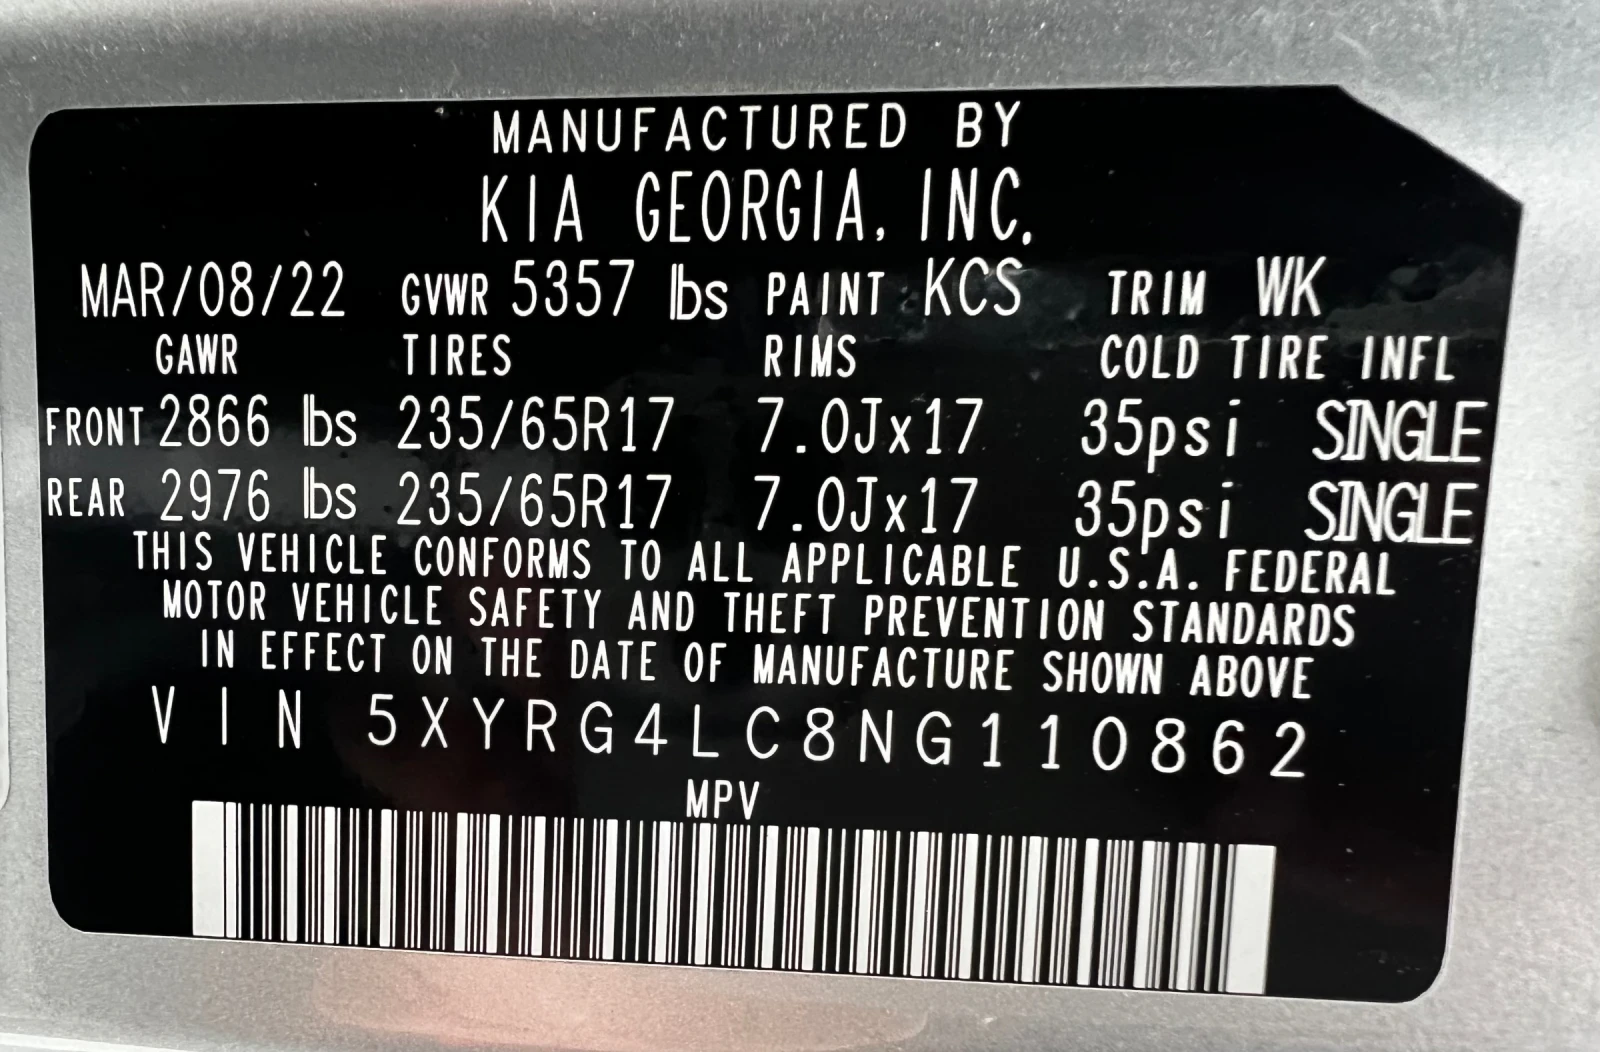 MANUFACTURED BY
KIA GEORGIA, INC.
MAR/08/22 GVWR 5357 lbs PAINT KCS TRIM WK
GAWR TIRES RIMS COLD TIRE INFL
FRONT 2866 lbs 235/65R17 7.0Jx17 35psi SINGLE
REAR 2976 lbs 235/65R17 7.0Jx17 35psi SINGLE
THIS VEHICLE CONFORMS TO ALL APPLICABLE U.S.A. FEDERAL
MOTOR VEHICLE SAFETY AND THEFT PREVENTION STANDARDS
IN EFFECT ON THE DATE OF MANUFACTURE SHOWN ABOVE
VIN 5XYRG4LC8NG110862
MPV